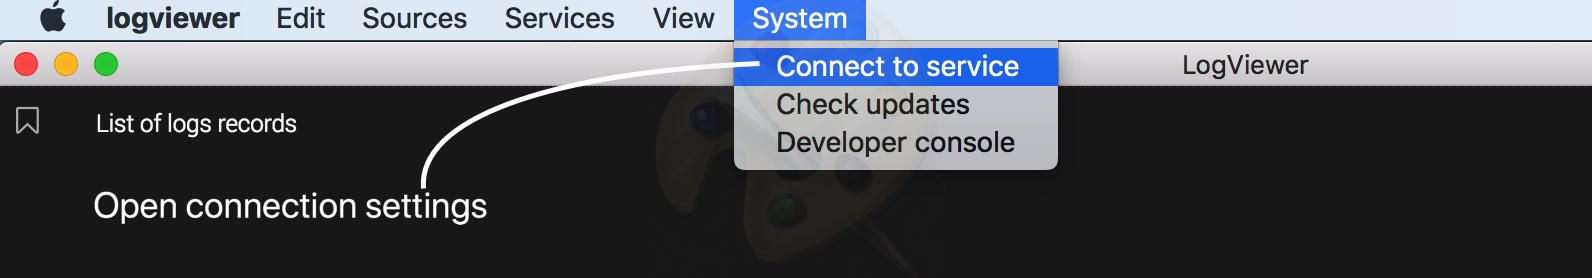 logviewer Edit Sources Services View System
Connect to service
LogViewer
Check updates
List of logs records
Developer console
Open connection settings